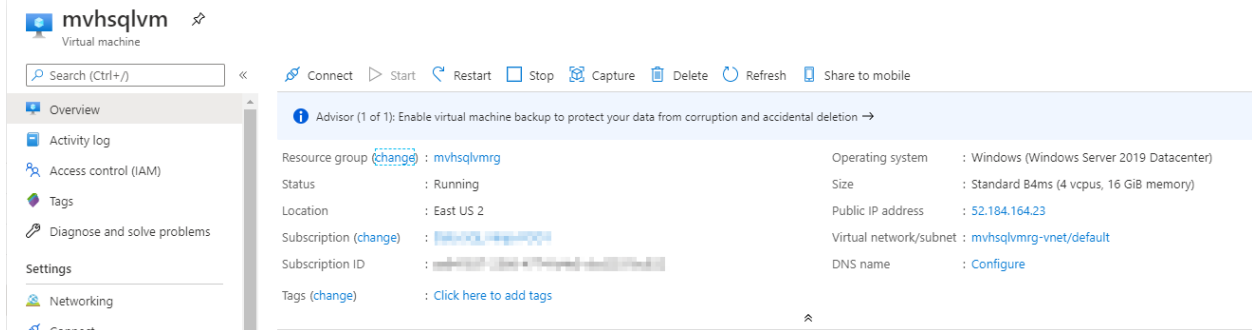 mvhsqlvm
Virtual machine
Search (Ctrl+/)
«
Connect Start Restart Stop Capture Delete Refresh Share to mobile
Overview
Activity log
Access control (IAM)
Tags
Diagnose and solve problems
Settings
Networking
Connect
Advisor (1 of 1): Enable virtual machine backup to protect your data from corruption and accidental deletion →
Resource group (change) : mvhsqlvmrg
Status : Running
Location : East US 2
Subscription (change) :
Subscription ID :
Tags (change) : Click here to add tags
Operating system : Windows (Windows Server 2019 Datacenter)
Size : Standard B4ms (4 vcpus, 16 GiB memory)
Public IP address : 52.184.164.23
Virtual network/subnet : mvhsqlvmrg-vnet/default
DNS name : Configure